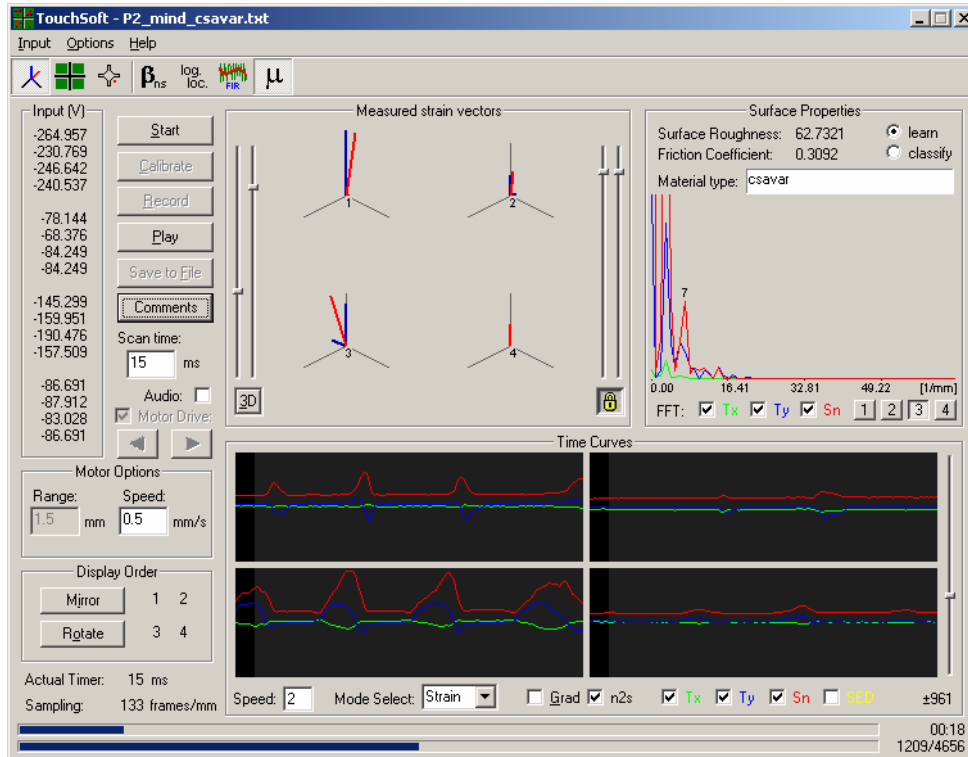 TouchSoft - P2_mind_csavar.txt
Input Options Help
βns log. loc. FIR μ
Input (V)
-264.957
-230.769
-246.642
-240.537
-78.144
-68.376
-84.249
-84.249
-145.299
-159.951
-190.476
-157.509
-86.691
-87.912
-83.028
-86.691
Start
Calibrate
Record
Play
Save to File
Comments
Scan time:
15 ms
Audio:
Motor Drive:
Measured strain vectors
1
2
3
4
3D
Surface Properties
Surface Roughness: 62.7321
Friction Coefficient: 0.3092
learn
classify
Material type: csavar
7
0.00 16.41 32.81 49.22 [1/mm]
FFT: Tx Ty Sn 1 2 3 4
Motor Options
Range: Speed:
1.5 mm 0.5 mm/s
Display Order
Mirror 1 2
Rotate 3 4
Actual Timer: 15 ms
Sampling: 133 frames/mm
Time Curves
Speed: 2 Mode Select: Strain Grad n2s Tx Ty Sn SED ±961
00:18
1209/4656